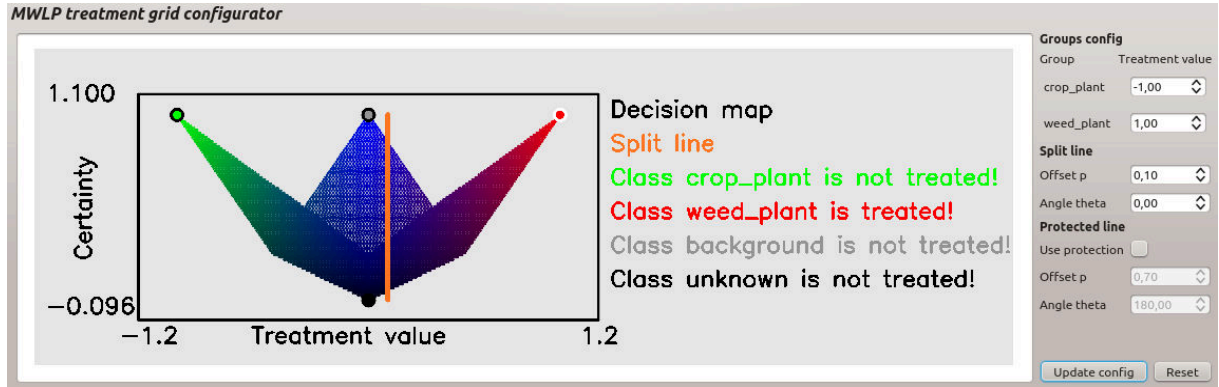 MWLP treatment grid configurator
1.100
Certainty
−0.096
−1.2
Treatment value
1.2
Decision map
Split line
Class crop_plant is not treated!
Class weed_plant is treated!
Class background is not treated!
Class unknown is not treated!
Groups config
Group Treatment value
crop_plant -1,00
weed_plant 1,00
Split line
Offset p 0,10
Angle theta 0,00
Protected line
Use protection
Offset p 0,70
Angle theta 180,00
Update config Reset